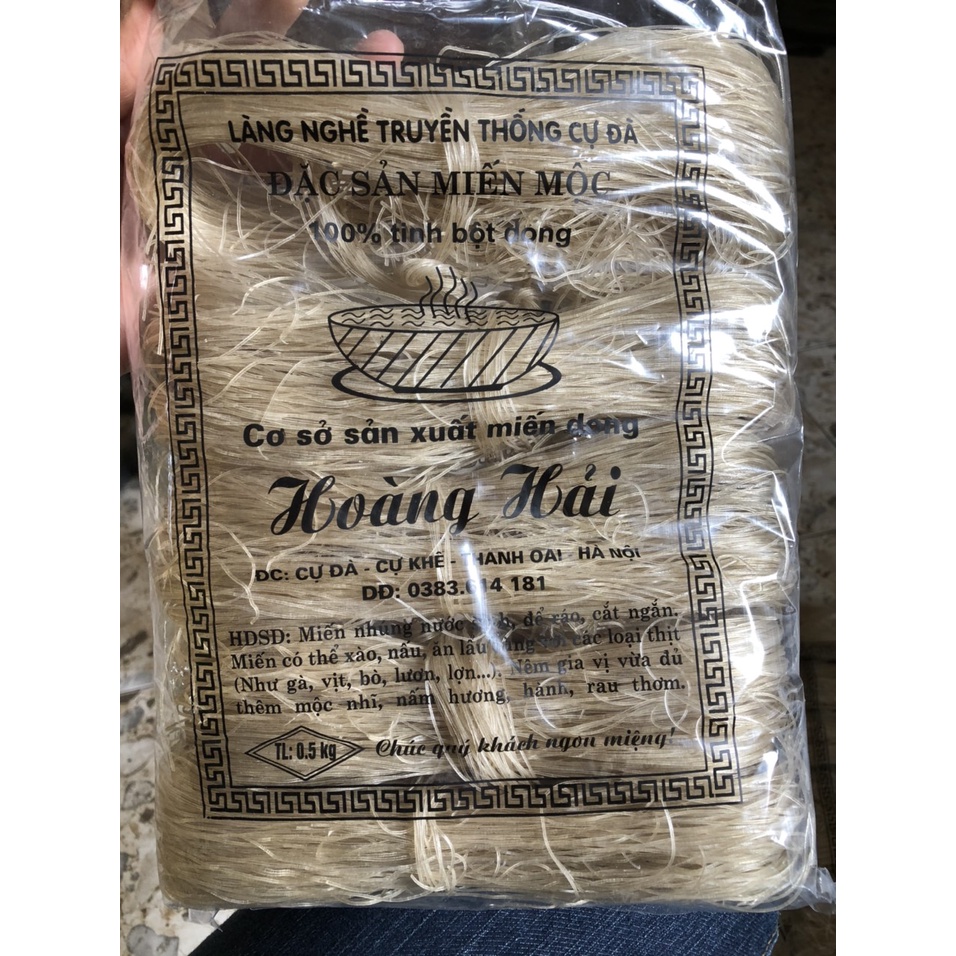 LÀNG NGHỀ TRUYỀN THỐNG CỰ ĐÀ
ĐẶC SẢN MIẾN MỘC
100% tinh bột dong
Cơ sở sản xuất miến dong
Hoàng Hải
ĐC: CỰ ĐÀ - CỰ KHÊ - THANH OAI HÀ NỘI
DĐ: 0383.614 181
HDSD: Miến nhúng nước để ráo, cắt ngắn.
Miến có thể xào, nấu, ăn lẩu các loại thịt
(Như gà, vịt, bò, lươn, lợn...). Nêm gia vị vừa đủ
thêm mộc nhĩ, nấm hương, hành, rau thơm.
TL: 0.5 kg
Chúc quý khách ngon miệng!